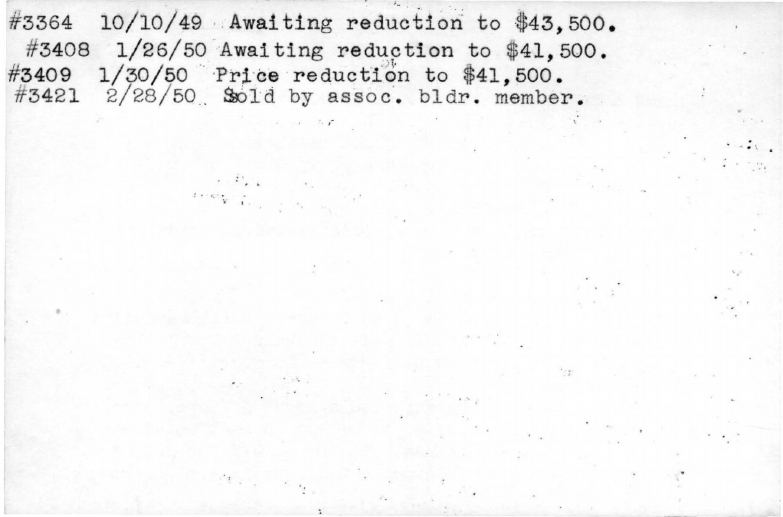 #3364 10/10/49 Awaiting reduction to $43,500.
#3408 1/26/50 Awaiting reduction to $41,500.
#3409 1/30/50 Price reduction to $41,500.
#3421 2/28/50 Sold by assoc. bldr. member.